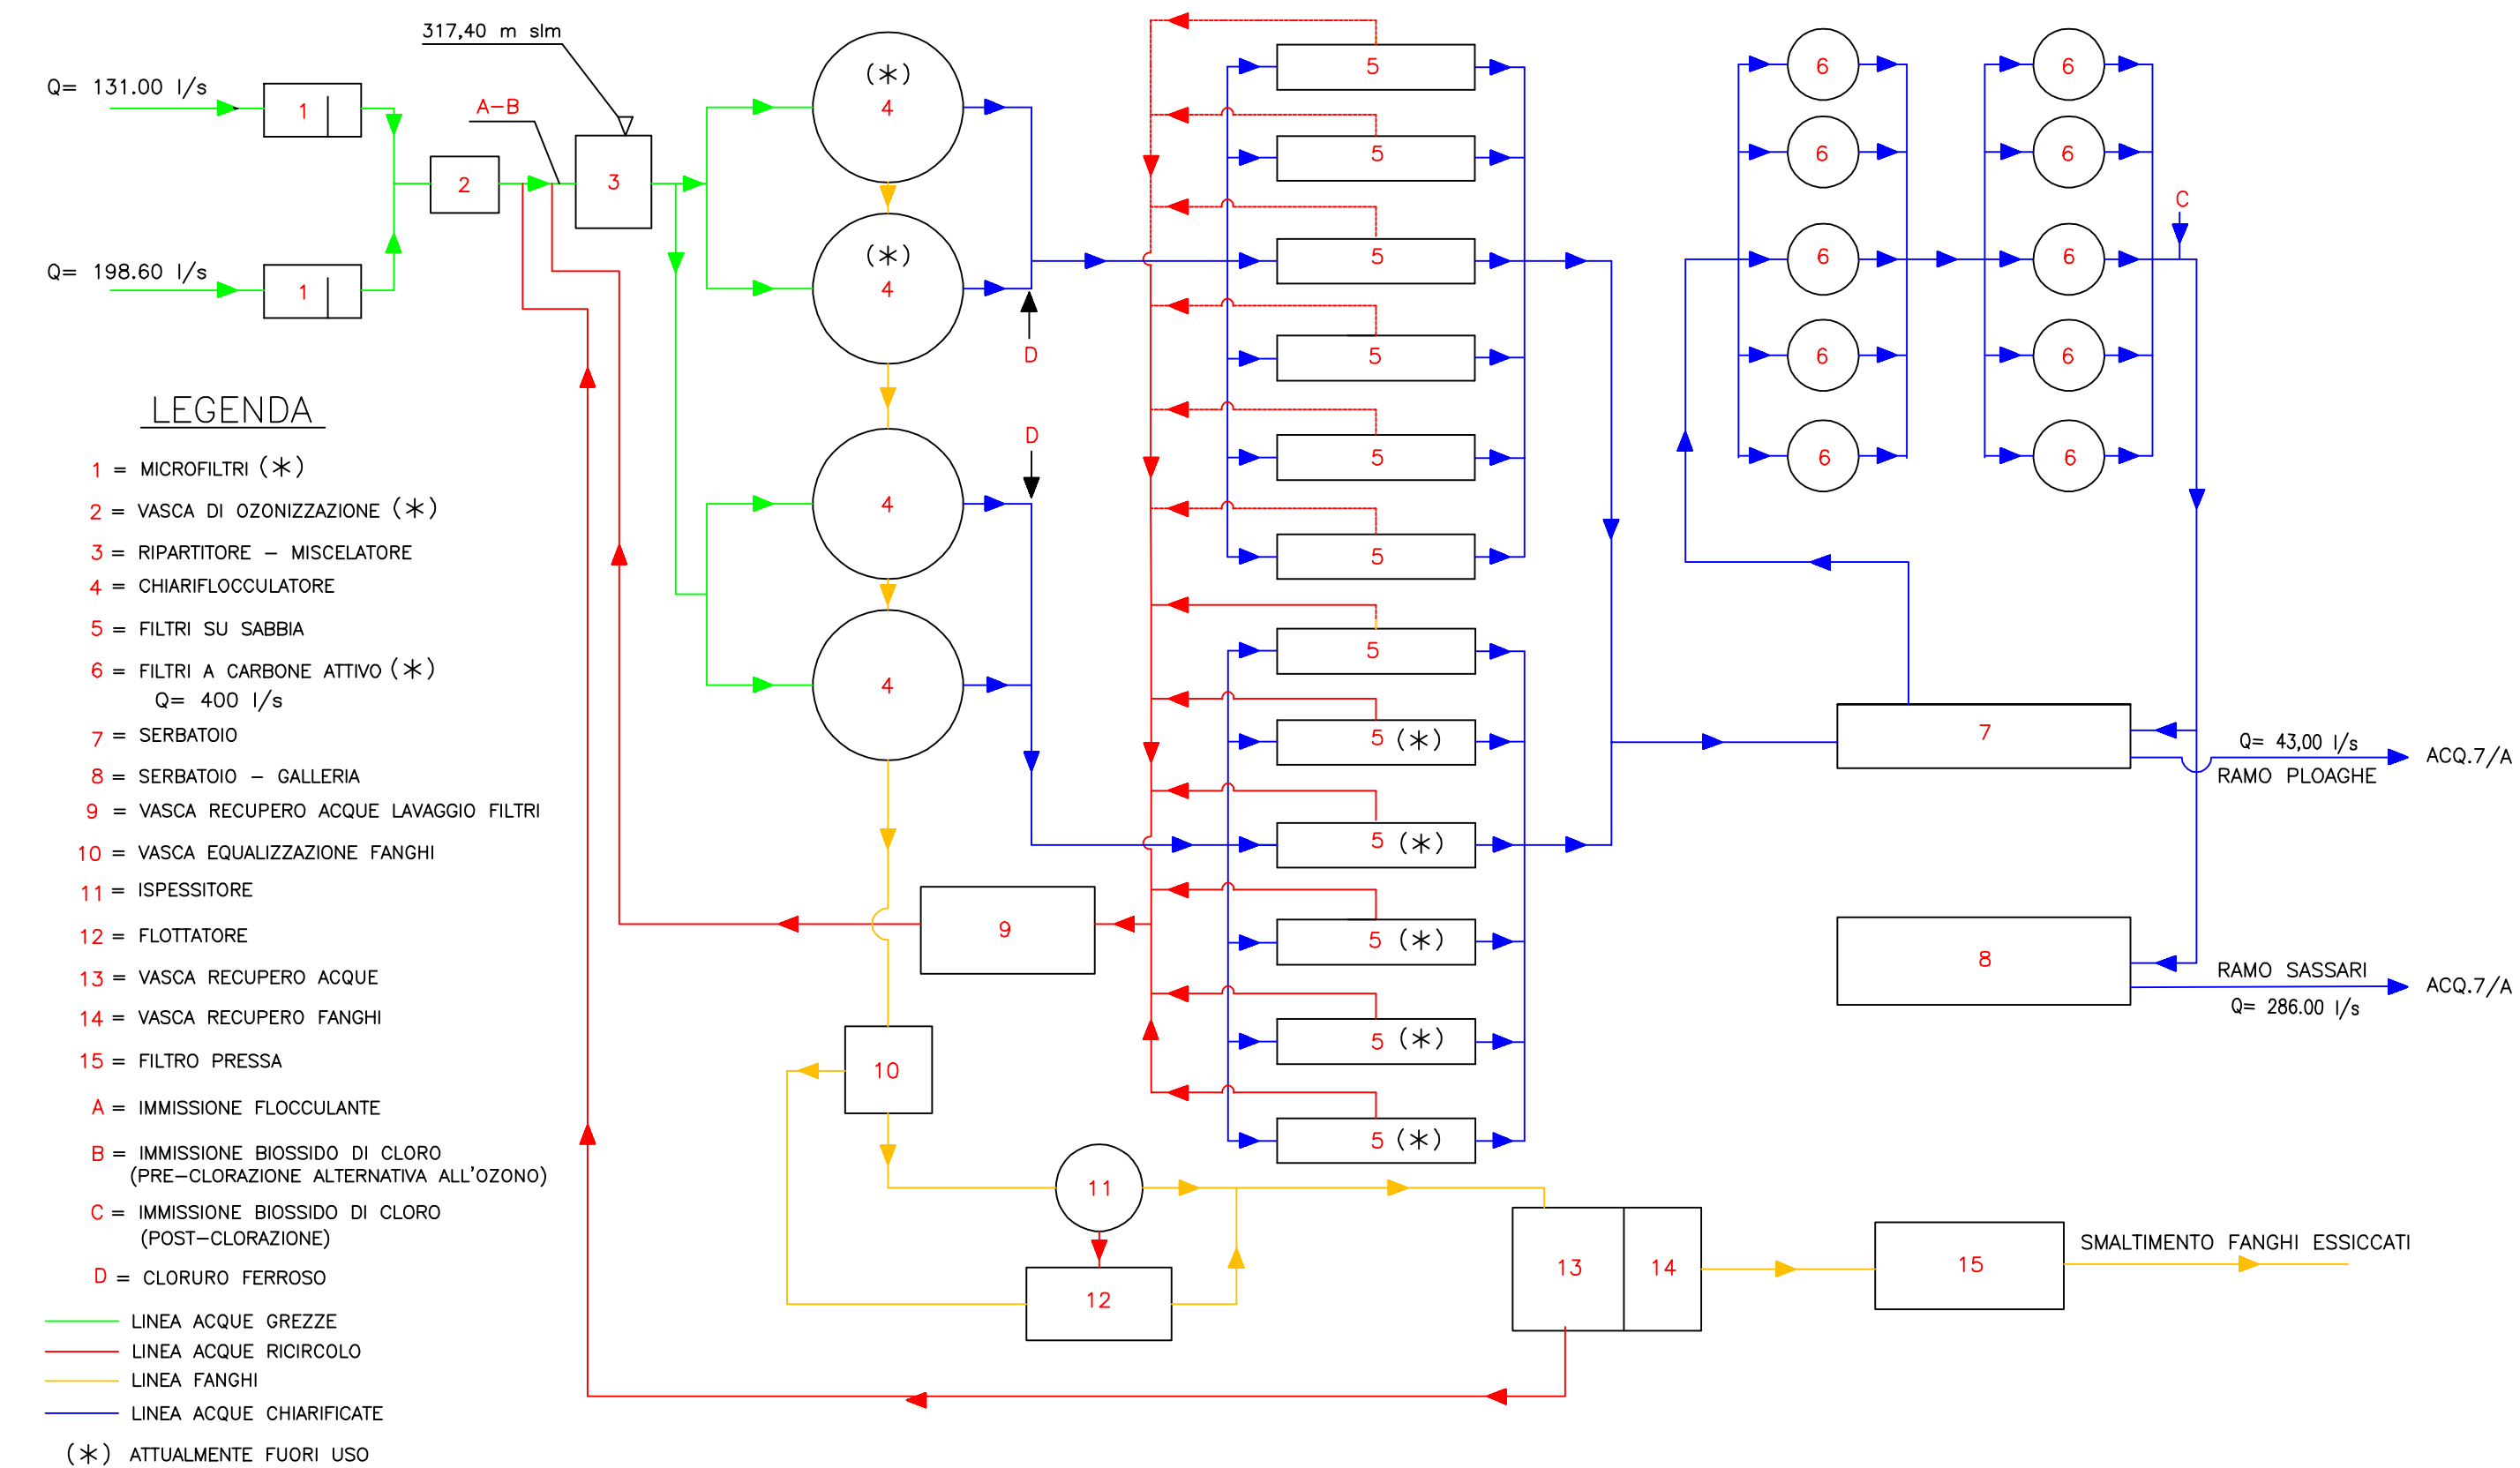 317,40 m slm
Q= 131.00 l/s
A-B
1
2
3
Q= 198.60 l/s
1
(*)
4
(*)
4
D
D
4
4
5
5
5
5
5
5
5
5 (*)
5 (*)
5 (*)
5 (*)
5 (*)
6
6
6
6
6
6
6
6
6
6
C
7
Q= 43,00 l/s
ACQ.7/A
RAMO PLOAGHE
8
RAMO SASSARI
ACQ.7/A
Q= 286.00 l/s
9
10
11
12
13
14
15
SMALTIMENTO FANGHI ESSICCATI
LEGENDA
1 = MICROFILTRI (*)
2 = VASCA DI OZONIZZAZIONE (*)
3 = RIPARTITORE - MISCELATORE
4 = CHIARIFLOCCULATORE
5 = FILTRI SU SABBIA
6 = FILTRI A CARBONE ATTIVO (*)
Q= 400 l/s
7 = SERBATOIO
8 = SERBATOIO - GALLERIA
9 = VASCA RECUPERO ACQUE LAVAGGIO FILTRI
10 = VASCA EQUALIZZAZIONE FANGHI
11 = ISPESSITORE
12 = FLOTTATORE
13 = VASCA RECUPERO ACQUE
14 = VASCA RECUPERO FANGHI
15 = FILTRO PRESSA
A = IMMISSIONE FLOCCULANTE
B = IMMISSIONE BIOSSIDO DI CLORO
(PRE-CLORAZIONE ALTERNATIVA ALL'OZONO)
C = IMMISSIONE BIOSSIDO DI CLORO
(POST-CLORAZIONE)
D = CLORURO FERROSO
LINEA ACQUE GREZZE
LINEA ACQUE RICIRCOLO
LINEA FANGHI
LINEA ACQUE CHIARIFICATE
(*) ATTUALMENTE FUORI USO